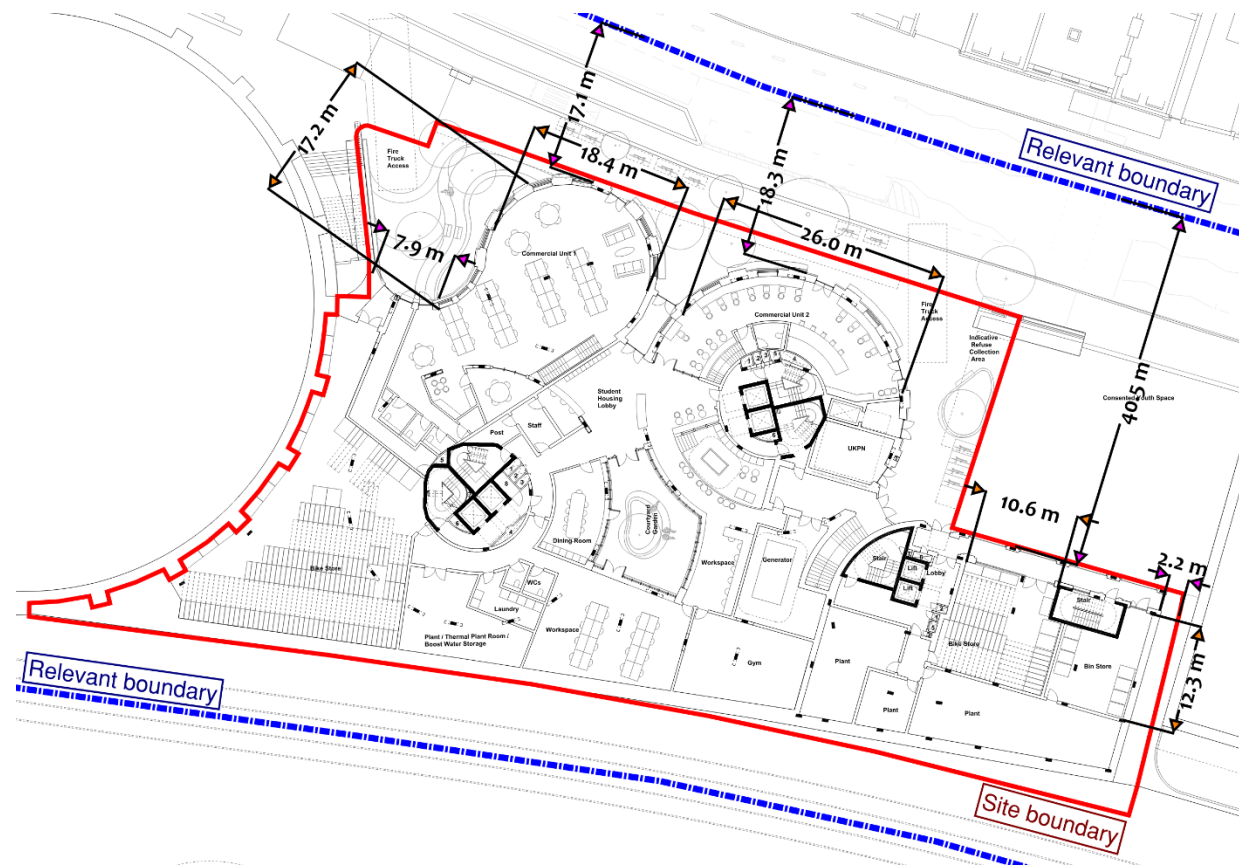 17.1 m
17.2 m
18.4 m
18.3 m
Relevant boundary
Fire
Truck
Access
7.9 m
26.0 m
Commercial Unit 1
Commercial Unit 2
Fire
Truck
Access
Indicative
Refuse
Collection
Area
40.5 m
Consented Youth Space
Student
Housing
Lobby
Staff
Post
UKPN
10.6 m
Courtyard
Garden
Dining Room
Workspace
Generator
Stair
Lift
Lift
Lobby
2.2 m
Stair
Bike Store
WCs
Laundry
Plant / Thermal Plant Room /
Boost Water Storage
Workspace
Gym
Plant
Bike Store
Bin Store
12.3 m
Plant
Plant
Relevant boundary
Site boundary